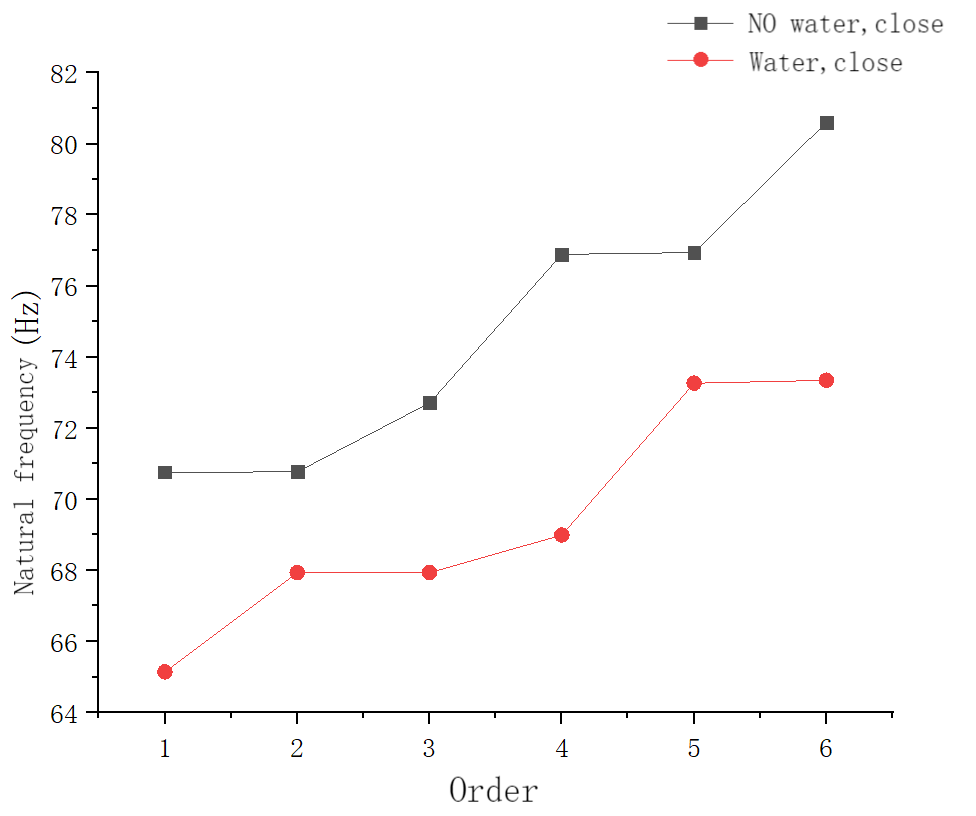 NO water,close
Water,close
82
80
78
76
74
72
70
68
66
64
Natural frequency(Hz)
1 2 3 4 5 6
Order